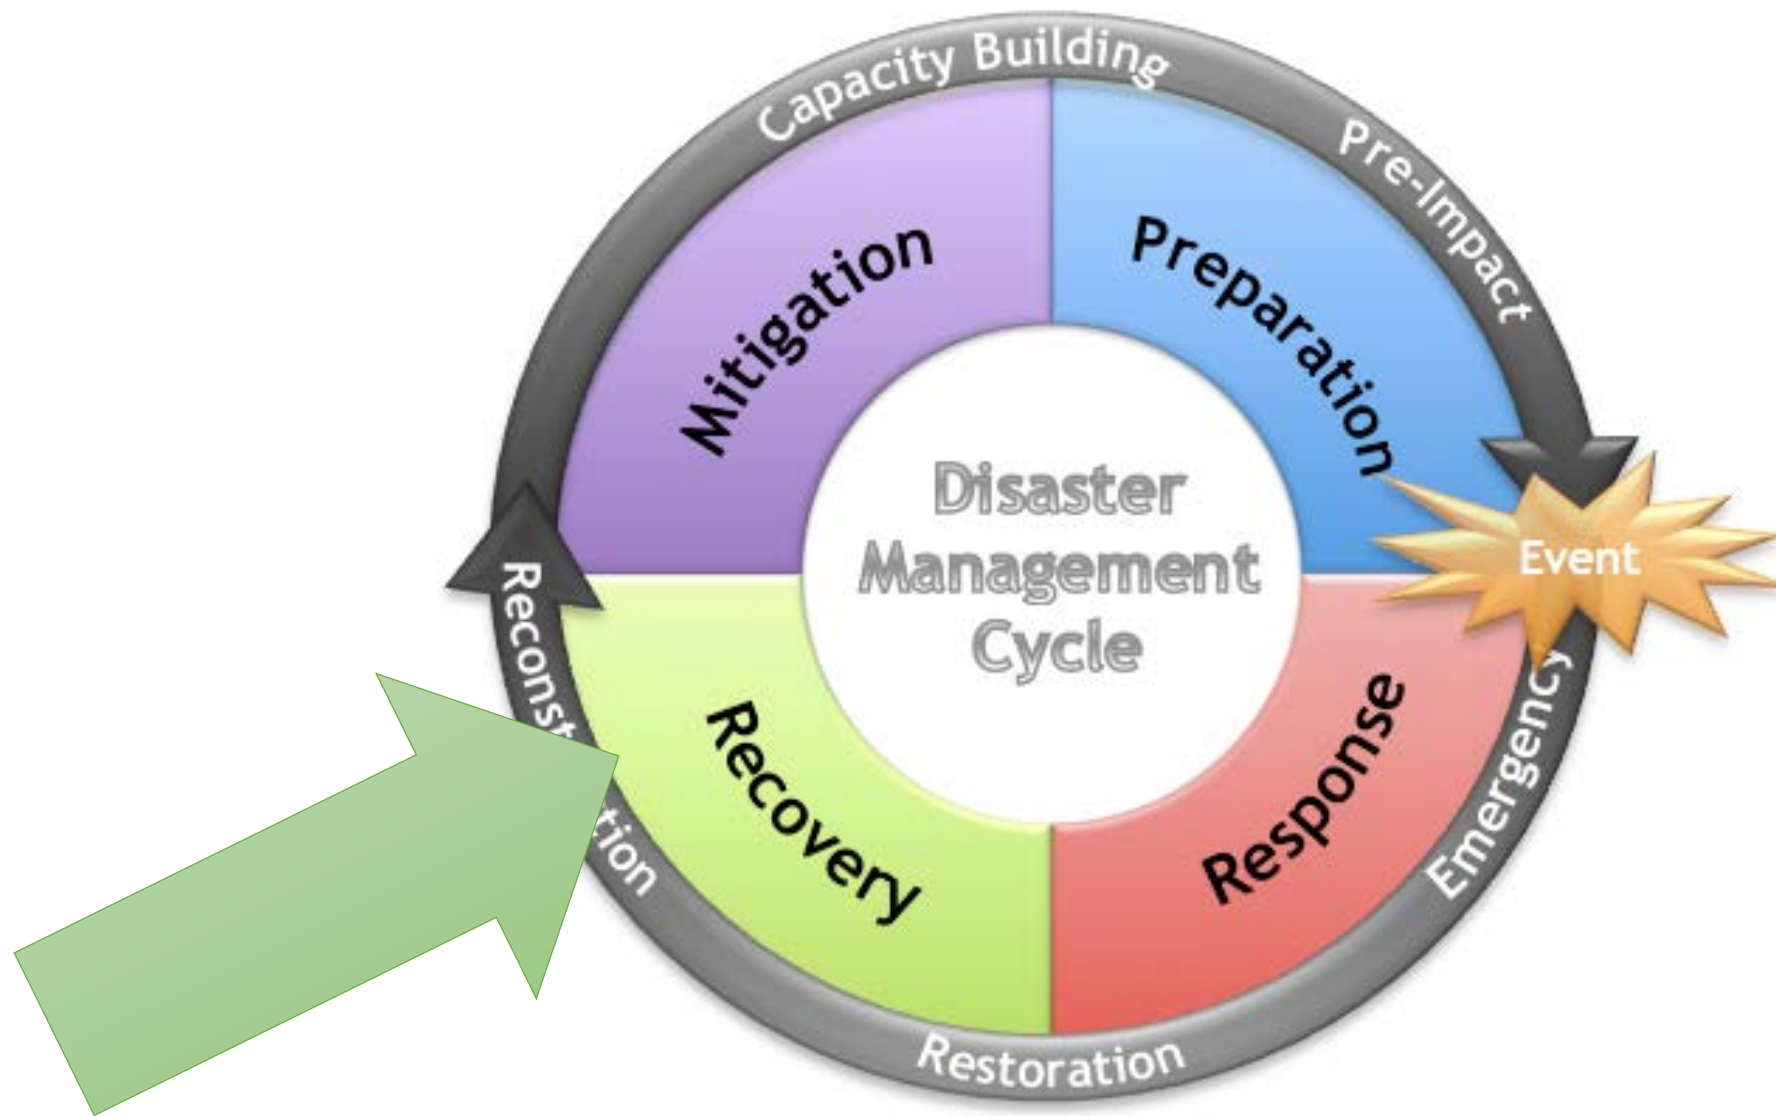 Capacity Building
Pre-Impact
Mitigation
Preparation
Disaster
Management
Cycle
Event
Recovery
Response
Emergency
Restoration